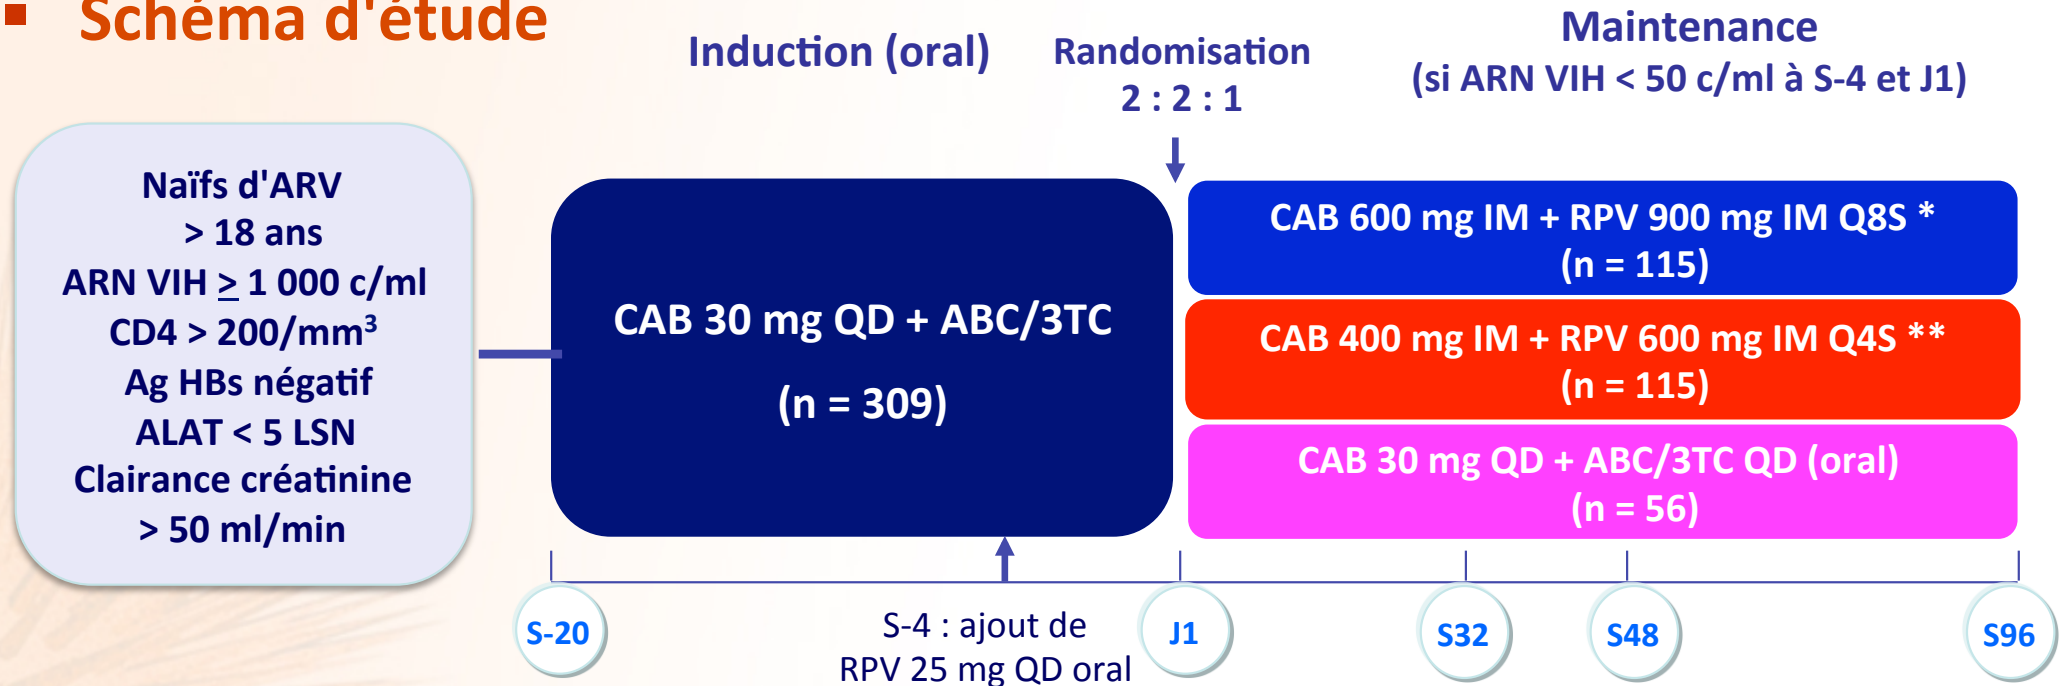 ▪ Schéma d'étude
Induction (oral)
Randomisation
2 : 2 : 1
Maintenance
(si ARN VIH < 50 c/ml à S-4 et J1)
Naïfs d'ARV
> 18 ans
ARN VIH ≥ 1 000 c/ml
CD4 > 200/mm³
Ag HBs négatif
ALAT < 5 LSN
Clairance créatinine
> 50 ml/min
CAB 30 mg QD + ABC/3TC
(n = 309)
CAB 600 mg IM + RPV 900 mg IM Q8S *
(n = 115)
CAB 400 mg IM + RPV 600 mg IM Q4S **
(n = 115)
CAB 30 mg QD + ABC/3TC QD (oral)
(n = 56)
S-20
S-4 : ajout de
RPV 25 mg QD oral
J1
S32
S48
S96